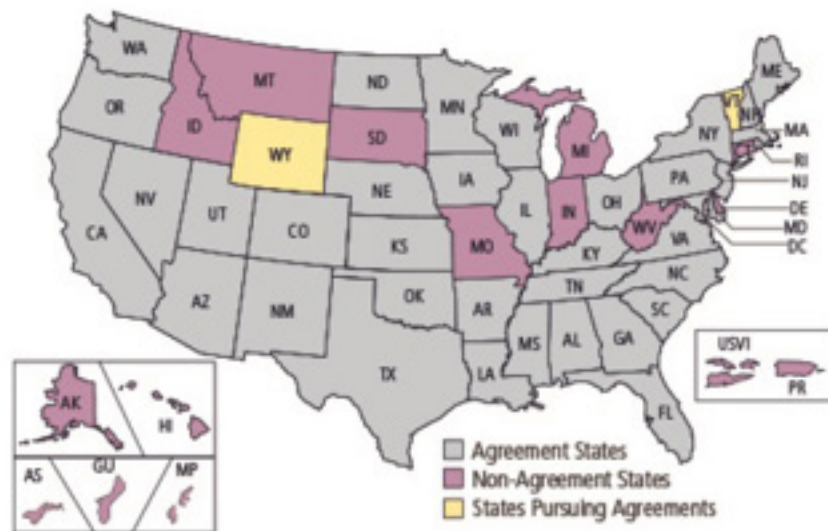 WA
MT
ND
MN
ME
VT
NH
OR
ID
WY
SD
WI
MI
NY
MA
RI
NJ
PA
DE
MD
DC
NV
UT
CO
NE
IA
IL
IN
OH
WV
VA
CA
KS
MO
KY
NC
AZ
NM
OK
AR
TN
SC
TX
LA
MS
AL
GA
FL
USVI
PR
AK
HI
AS
GU
MP
Agreement States
Non-Agreement States
States Pursuing Agreements